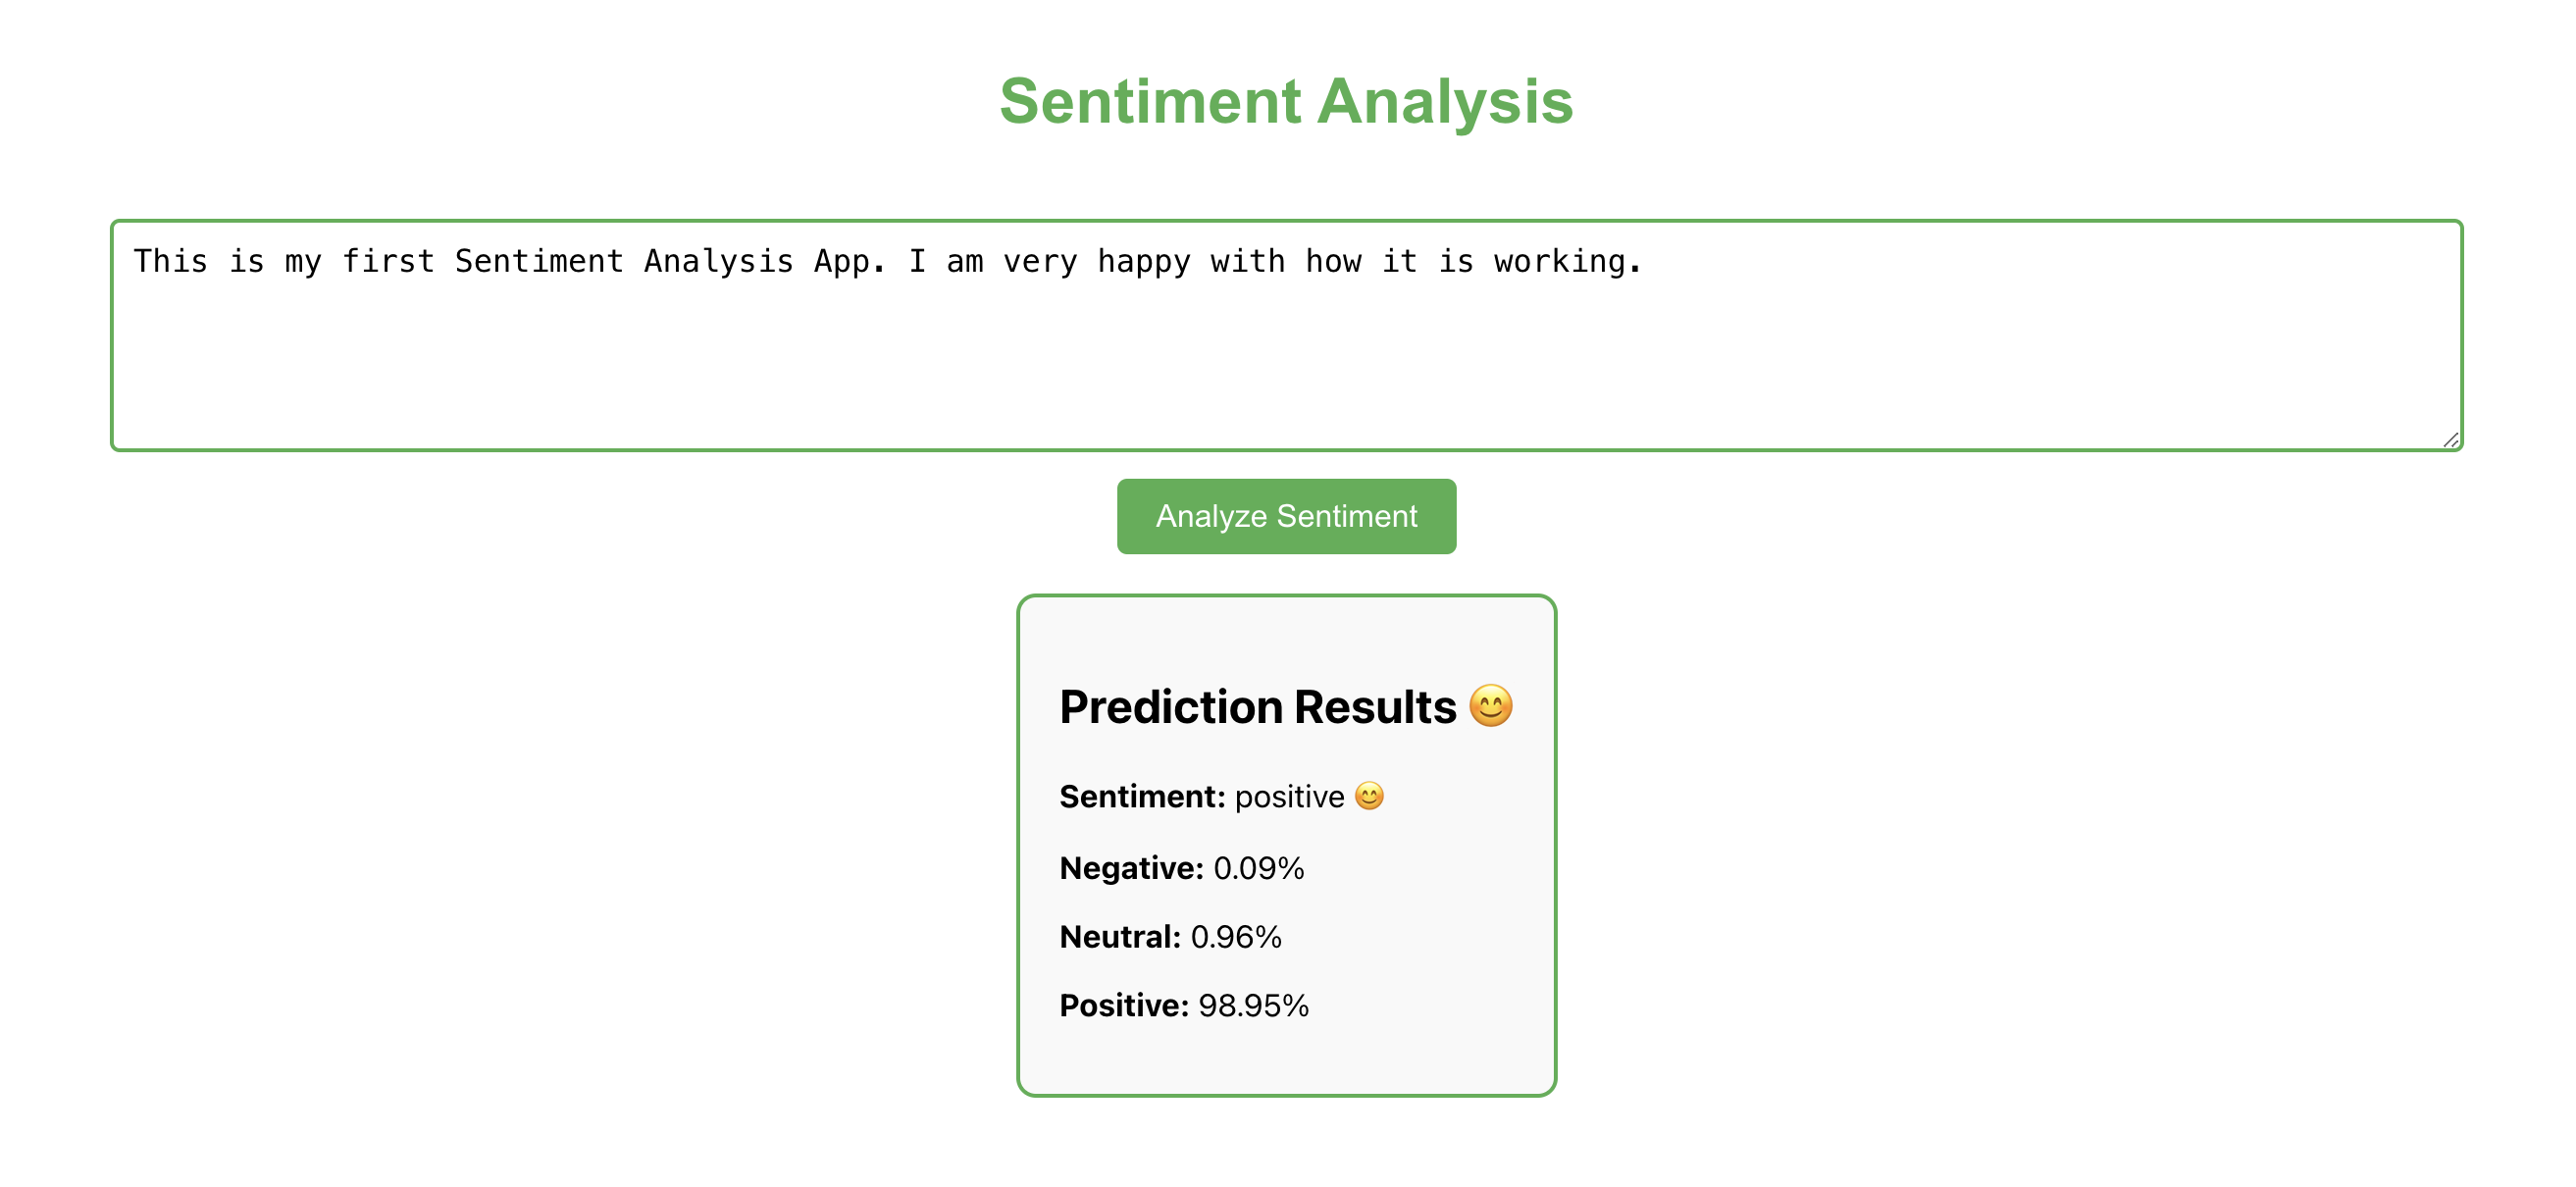 Sentiment Analysis
This is my first Sentiment Analysis App. I am very happy with how it is working.
Analyze Sentiment
Prediction Results 😊
Sentiment: positive 😊
Negative: 0.09%
Neutral: 0.96%
Positive: 98.95%